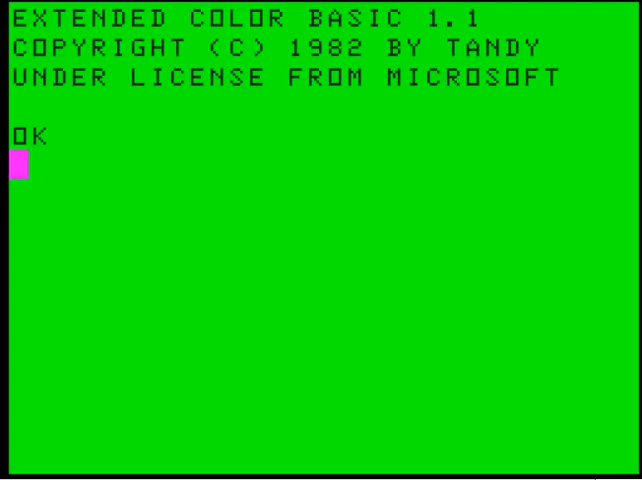 EXTENDED COLOR BASIC 1.1
COPYRIGHT (C) 1982 BY TANDY
UNDER LICENSE FROM MICROSOFT
OK